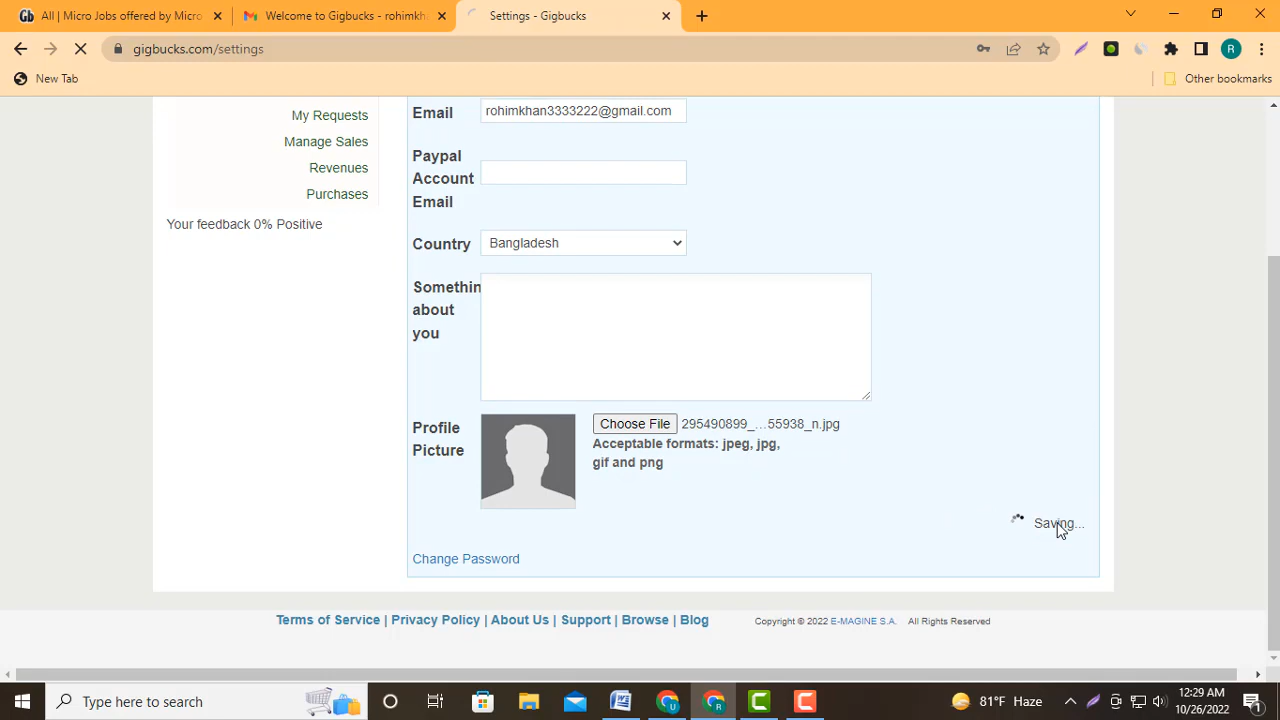 All | Micro Jobs offered by Micro
Welcome to Gigbucks - rohimkh
Settings - Gigbucks
gigbucks.com/settings
R
New Tab
Other bookmarks
My Requests
Manage Sales
Revenues
Purchases
Your feedback 0% Positive
Email
rohimkhan3333222@gmail.com
Paypal
Account
Email
Country
Bangladesh
Somethin
about
you
Profile
Picture
Choose File 295490899_...55938_n.jpg
Acceptable formats: jpeg, jpg,
gif and png
Saving...
Change Password
Terms of Service | Privacy Policy | About Us | Support | Browse | Blog
Copyright © 2022 E-MAGINE S.A. All Rights Reserved
Type here to search
81°F Haze
12:29 AM
10/26/2022